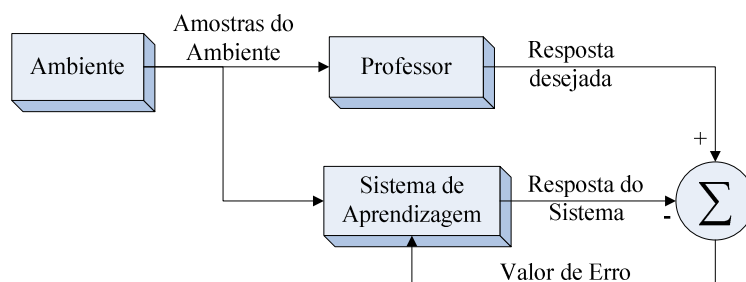 Amostras do
Ambiente
Ambiente
Professor
Resposta
desejada
+
Sistema de
Aprendizagem
Resposta do
Sistema
-
Σ
Valor de Erro